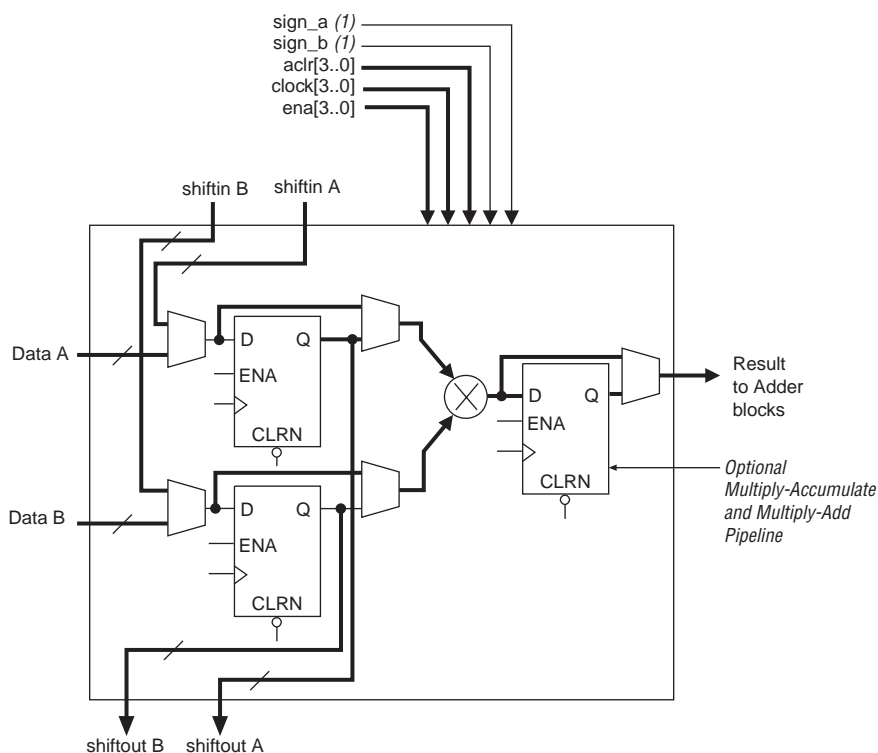 sign_a (1)
sign_b (1)
aclr[3..0]
clock[3..0]
ena[3..0]
shiftin B
shiftin A
Data A
D
Q
ENA
CLRN
Data B
D
Q
ENA
CLRN
D
Q
ENA
CLRN
Result
to Adder
blocks
Optional
Multiply-Accumulate
and Multiply-Add
Pipeline
shiftout B
shiftout A